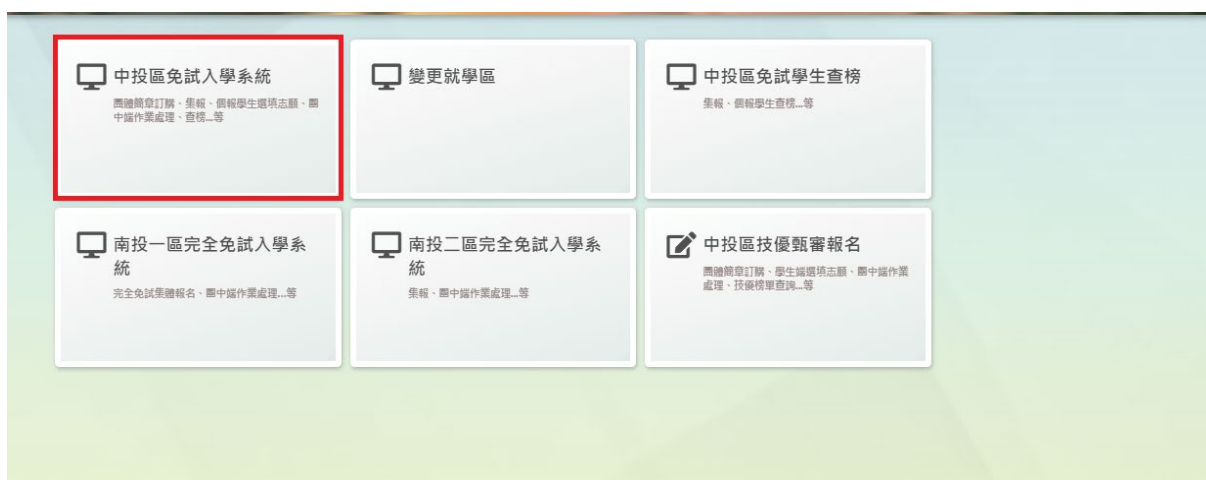 中投區免試入學系統
團體簡章訂購、集報、個報學生選填志願、國
中端作業處理、查榜...等
變更就學區
中投區免試學生查榜
集報、個報學生查榜...等
南投一區完全免試入學系
統
完全免試集體報名、國中端作業處理...等
南投二區完全免試入學系
統
集報、國中端作業處理...等
中投區技優甄審報名
團體簡章訂購、學生端選填志願、國中端作業
處理、技優榜單查詢...等